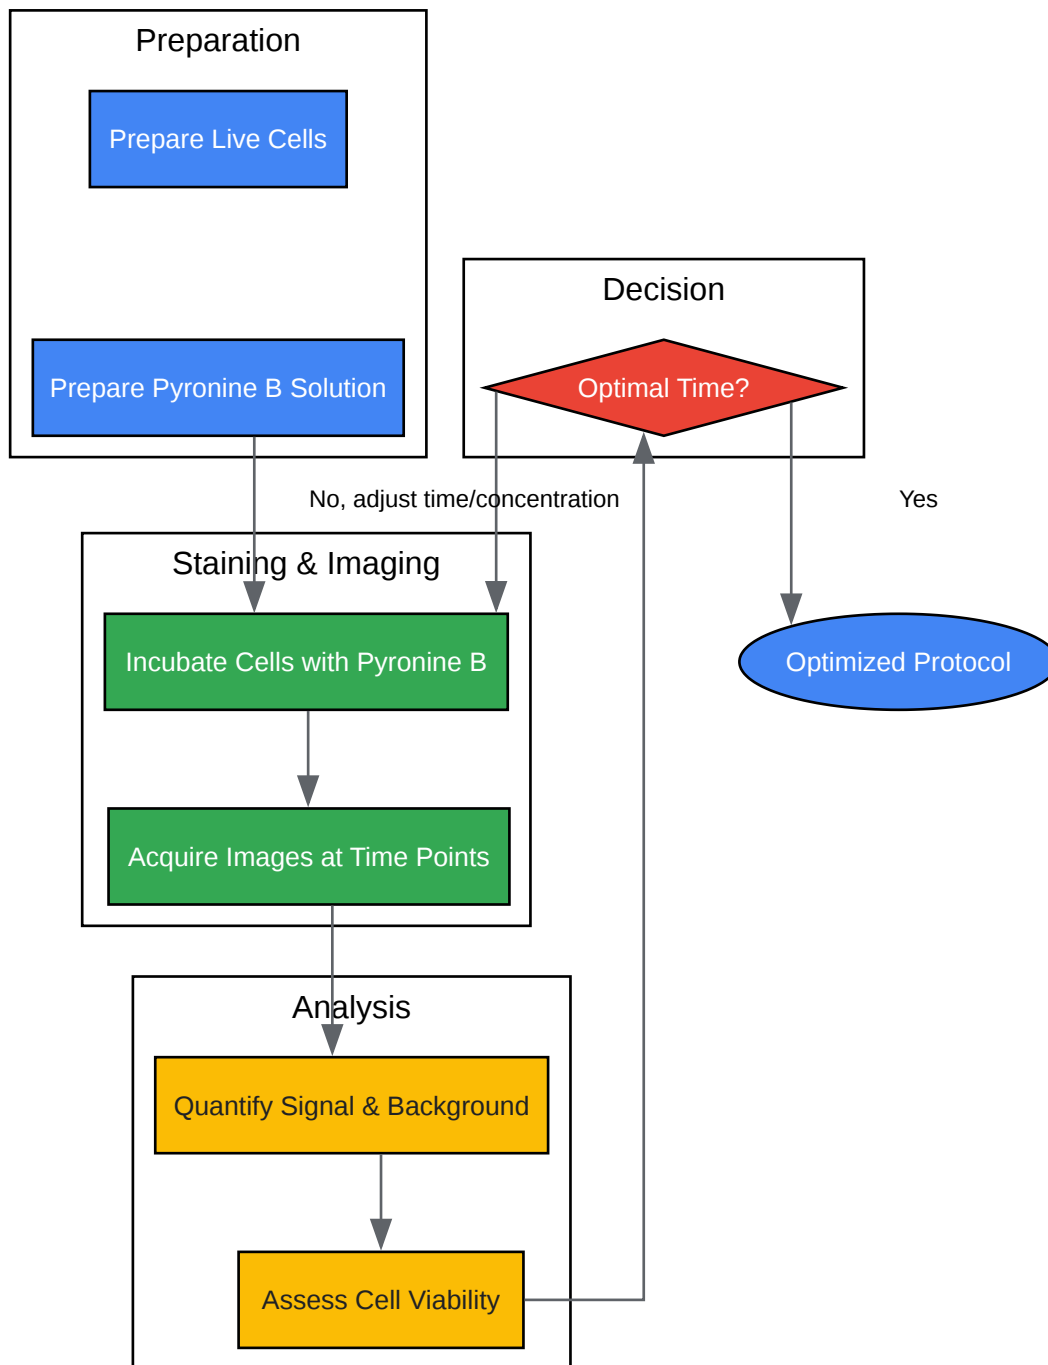 Preparation
Prepare Live Cells
Prepare Pyronine B Solution
Decision
Optimal Time?
No, adjust time/concentration
Yes
Staining & Imaging
Incubate Cells with Pyronine B
Optimized Protocol
Acquire Images at Time Points
Analysis
Quantify Signal & Background
Assess Cell Viability